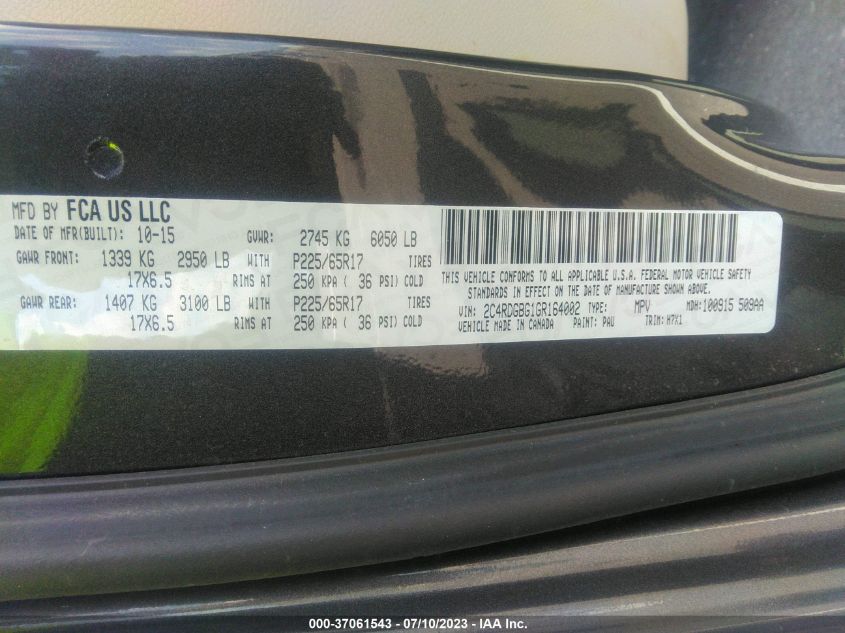 MFD BY FCA US LLC
DATE OF MFR(BUILT): 10-15 GVWR: 2745 KG 6050 LB
GAWR FRONT: 1339 KG 2950 LB WITH P225/65R17 TIRES
17X6.5 RIMS AT 250 KPA ( 36 PSI) COLD
GAWR REAR: 1407 KG 3100 LB WITH P225/65R17 TIRES
17X6.5 RIMS AT 250 KPA ( 36 PSI) COLD
THIS VEHICLE CONFORMS TO ALL APPLICABLE U.S.A. FEDERAL MOTOR VEHICLE SAFETY
STANDARDS IN EFFECT ON THE DATE OF MANUFACTURE SHOWN ABOVE.
VIN: 2C4RDGBG1GR164002 TYPE: MPV MDH: 100915 509AA
VEHICLE MADE IN CANADA PAINT: PAU TRIM: H7X1
000-37061543 - 07/10/2023 - © IAA Inc.